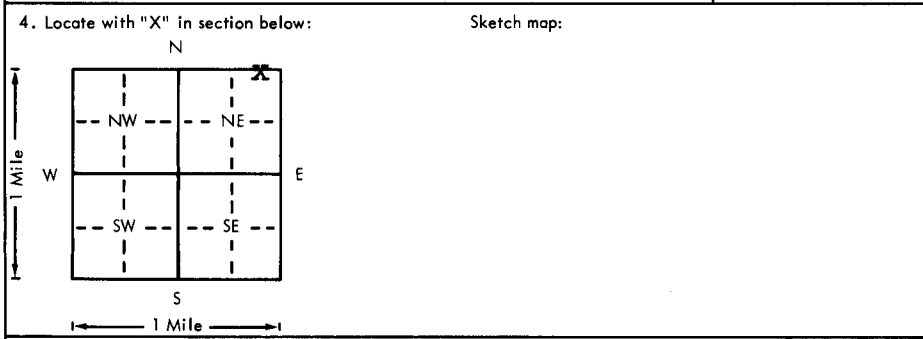 4. Locate with "X" in section below: Sketch map:
N
X
-- NW -- -- NE --
1 Mile
W E
-- SW -- -- SE --
S
1 Mile